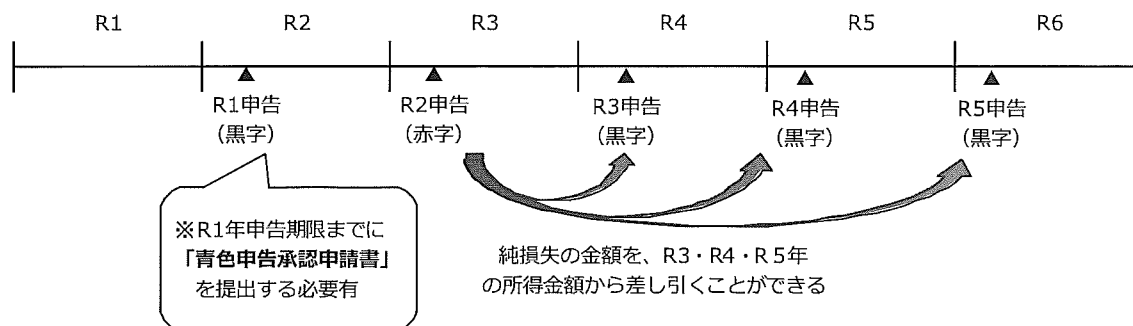 R1
R2
R3
R4
R5
R6
R1申告
(黒字)
R2申告
(赤字)
R3申告
(黒字)
R4申告
(黒字)
R5申告
(黒字)
※R1年申告期限までに
「青色申告承認申請書」
を提出する必要有
純損失の金額を、R3・R4・R5年
の所得金額から差し引くことができる